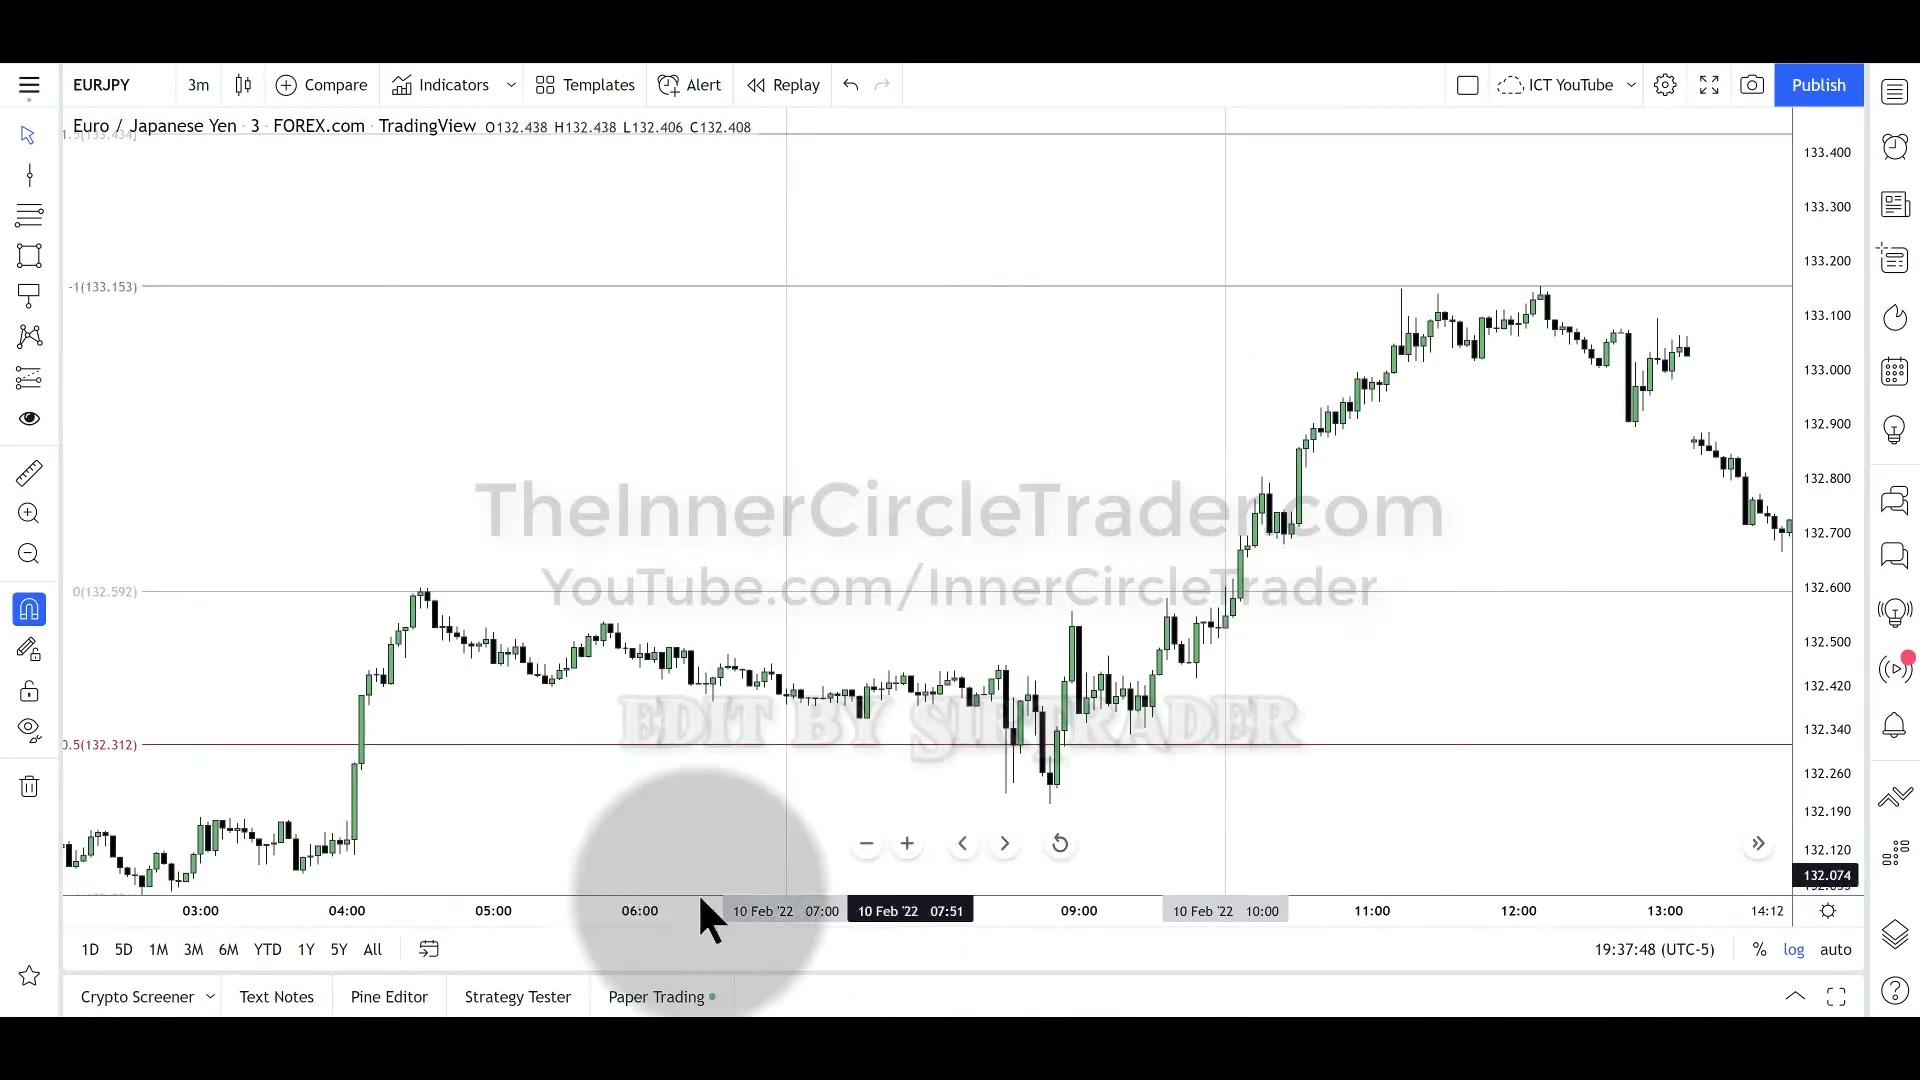 EURJPY 3m Compare Indicators Templates Alert Replay ICT YouTube Publish
Euro / Japanese Yen · 3 · FOREX.com · TradingView O132.438 H132.438 L132.406 C132.408
133.400
133.300
133.200
-1(133.153)
133.100
133.000
132.900
132.800
TheInnerCircleTrader.com
132.700
YouTube.com/InnerCircleTrader
0(132.592)
132.600
132.500
132.420
EDIT BY SIRTRADER
132.340
0.5(132.312)
132.260
132.190
132.120
132.074
03:00 04:00 05:00 06:00 10 Feb '22 07:00 10 Feb '22 07:51 09:00 10 Feb '22 10:00 11:00 12:00 13:00 14:12
1D 5D 1M 3M 6M YTD 1Y 5Y All 19:37:48 (UTC-5) % log auto
Crypto Screener Text Notes Pine Editor Strategy Tester Paper Trading